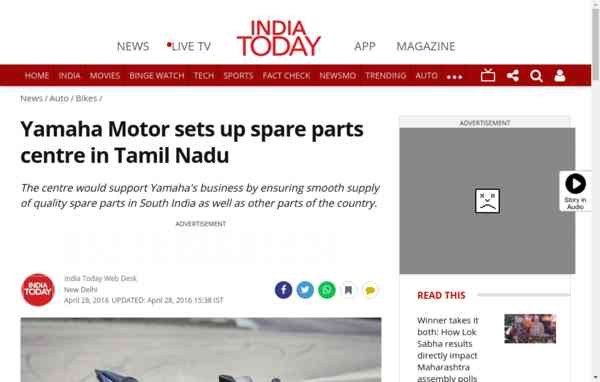 INDIA
TODAY
NEWS
LIVE TV
APP
MAGAZINE
HOME INDIA MOVIES BINGE WATCH TECH SPORTS FACT CHECK NEWSMO TRENDING AUTO
News / Auto / Bikes /
Yamaha Motor sets up spare parts
centre in Tamil Nadu
The centre would support Yamaha's business by ensuring smooth supply
of quality spare parts in South India as well as other parts of the country.
ADVERTISEMENT
INDIA
TODAY
India Today Web Desk
New Delhi
April 28, 2016 UPDATED: April 28, 2016 15:38 IST
ADVERTISEMENT
Story in
Audio
READ THIS
Winner takes it
both: How Lok
Sabha results
directly impact
Maharashtra
assembly polls